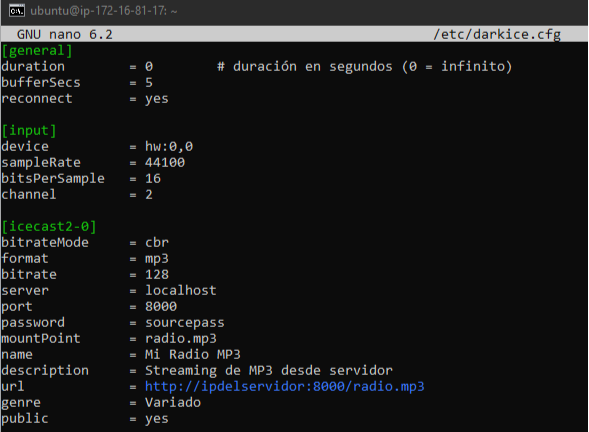 ubuntu@ip-172-16-81-17: ~
GNU nano 6.2 /etc/darkice.cfg
[general]
duration = 0 # duración en segundos (0 = infinito)
bufferSecs = 5
reconnect = yes
[input]
device = hw:0,0
sampleRate = 44100
bitsPerSample = 16
channel = 2
[icecast2-0]
bitrateMode = cbr
format = mp3
bitrate = 128
server = localhost
port = 8000
password = sourcepass
mountPoint = radio.mp3
name = Mi Radio MP3
description = Streaming de MP3 desde servidor
url = http://ipdelservidor:8000/radio.mp3
genre = Variado
public = yes